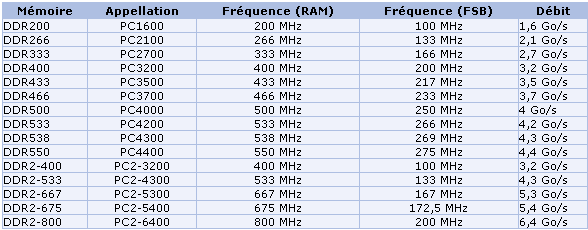 Mémoire Appellation Fréquence (RAM) Fréquence (FSB) Débit
DDR200 PC1600 200 MHz 100 MHz 1,6 Go/s
DDR266 PC2100 266 MHz 133 MHz 2,1 Go/s
DDR333 PC2700 333 MHz 166 MHz 2,7 Go/s
DDR400 PC3200 400 MHz 200 MHz 3,2 Go/s
DDR433 PC3500 433 MHz 217 MHz 3,5 Go/s
DDR466 PC3700 466 MHz 233 MHz 3,7 Go/s
DDR500 PC4000 500 MHz 250 MHz 4 Go/s
DDR533 PC4200 533 MHz 266 MHz 4,2 Go/s
DDR538 PC4300 538 MHz 269 MHz 4,3 Go/s
DDR550 PC4400 550 MHz 275 MHz 4,4 Go/s
DDR2-400 PC2-3200 400 MHz 100 MHz 3,2 Go/s
DDR2-533 PC2-4300 533 MHz 133 MHz 4,3 Go/s
DDR2-667 PC2-5300 667 MHz 167 MHz 5,3 Go/s
DDR2-675 PC2-5400 675 MHz 172,5 MHz 5,4 Go/s
DDR2-800 PC2-6400 800 MHz 200 MHz 6,4 Go/s